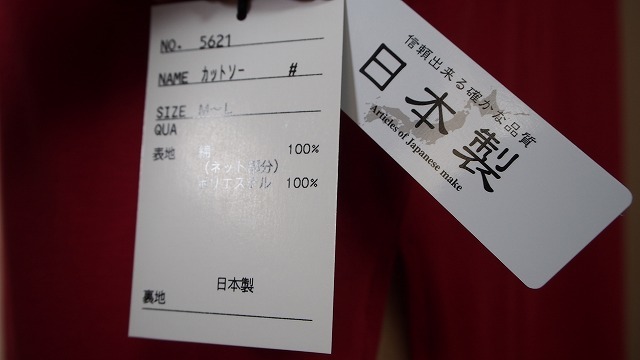 NO. 5621
NAME カットソー #
SIZE M～L
QUA
表地 綿 100%
(ネット部分)
ポリエステル 100%
日本製
裏地
信頼出来る確かな品質
日本製
Articles of Japanese make